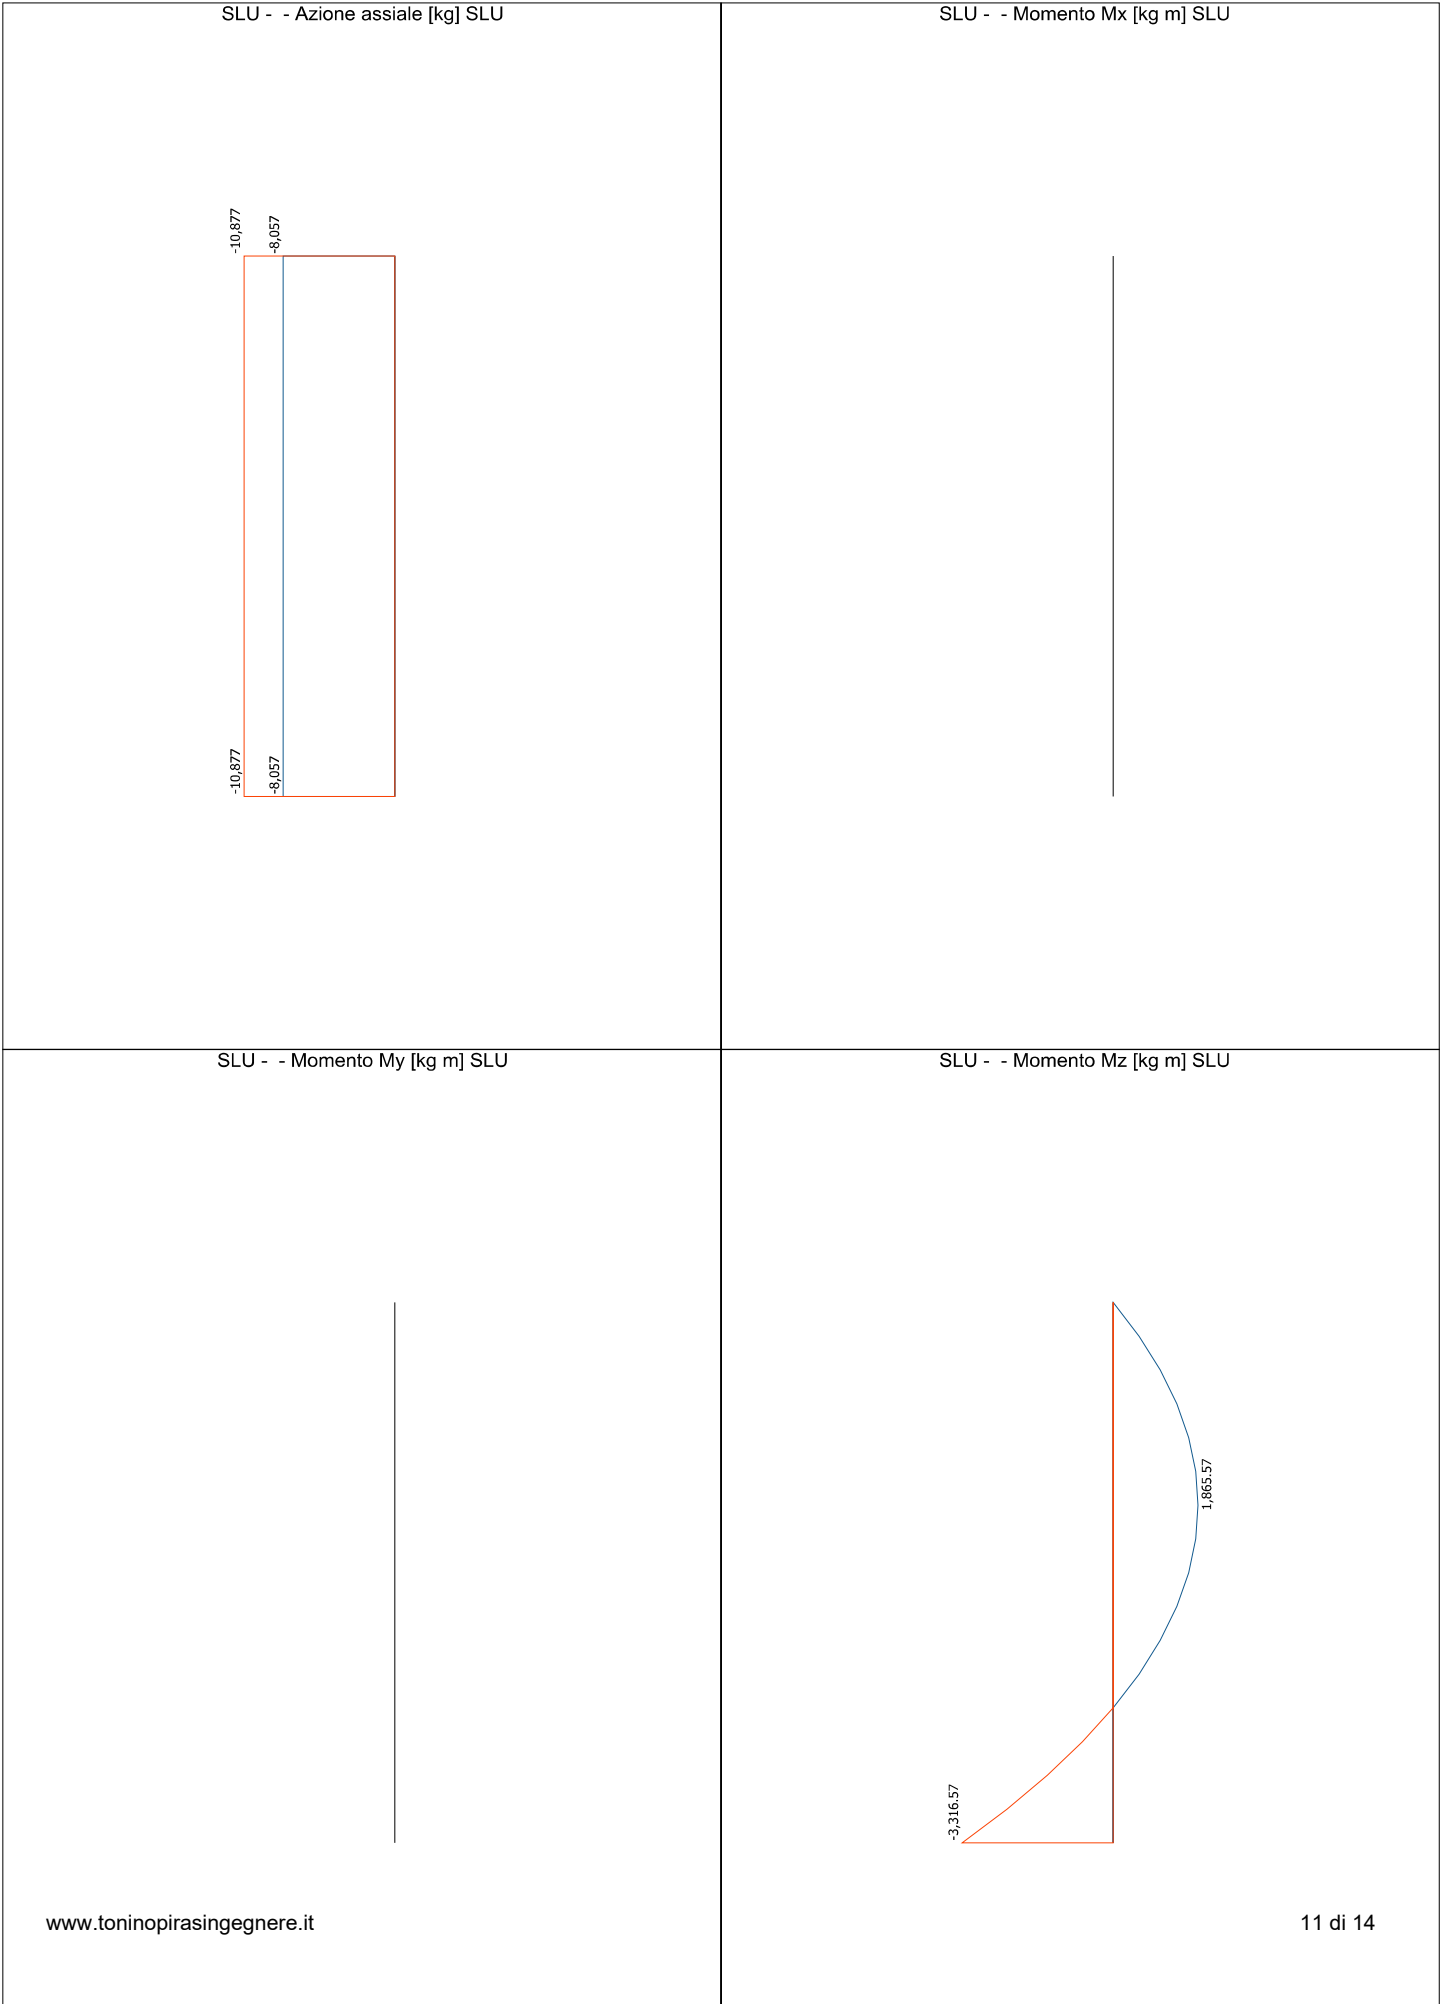 SLU - - Azione assiale [kg] SLU
-10,877
-8,057
-10,877
-8,057
SLU - - Momento Mx [kg m] SLU
SLU - - Momento My [kg m] SLU
SLU - - Momento Mz [kg m] SLU
1,865.57
-3,316.57
www.toninopirasingegnere.it
11 di 14